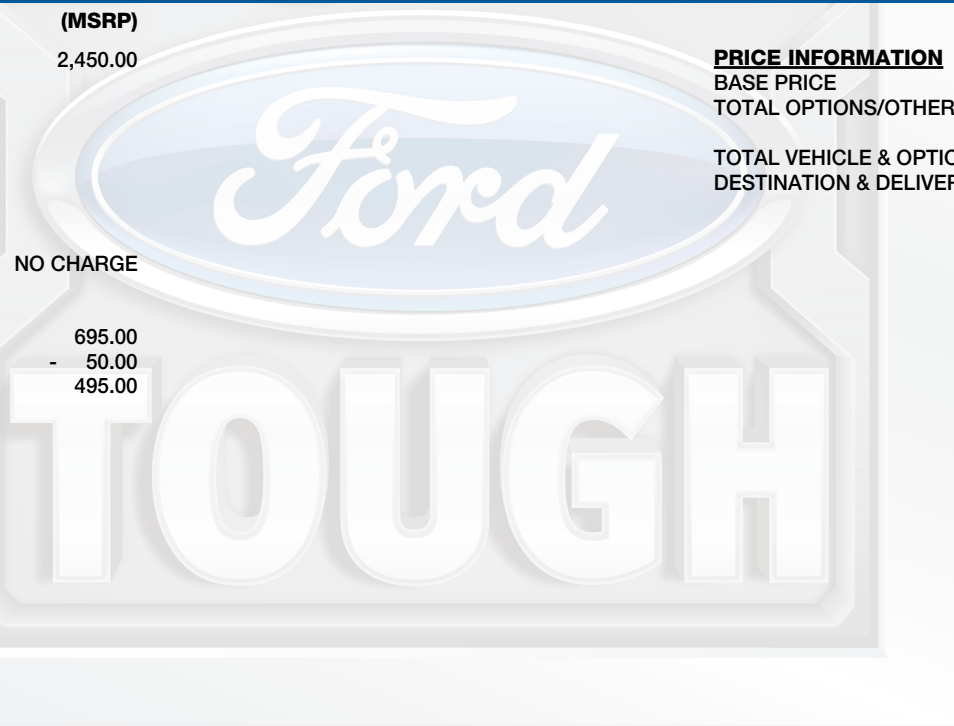 (MSRP)
2,450.00
NO CHARGE
695.00
- 50.00
495.00
PRICE INFORMATION
BASE PRICE
TOTAL OPTIONS/OTHER
TOTAL VEHICLE & OPTIO
DESTINATION & DELIVER
Ford
TOUGH